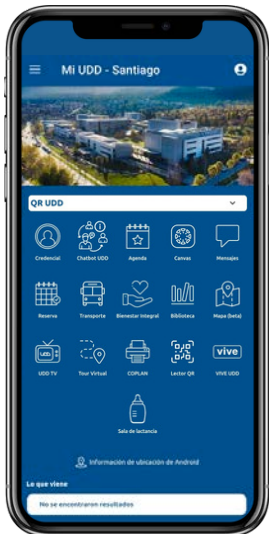 Mi UDD - Santiago
QR UDD
Credencial
Chatbot UDD
Agenda
Canvas
Mensajes
Reserva
Transporte
Bienestar Integral
Biblioteca
Mapa (beta)
UDD
vive
UDD TV
Tour Virtual
COPLAN
Lector QR
VIVE UDD
Sala de lactancia
Información de ubicación de Android
Lo que viene
No se encontraron resultados